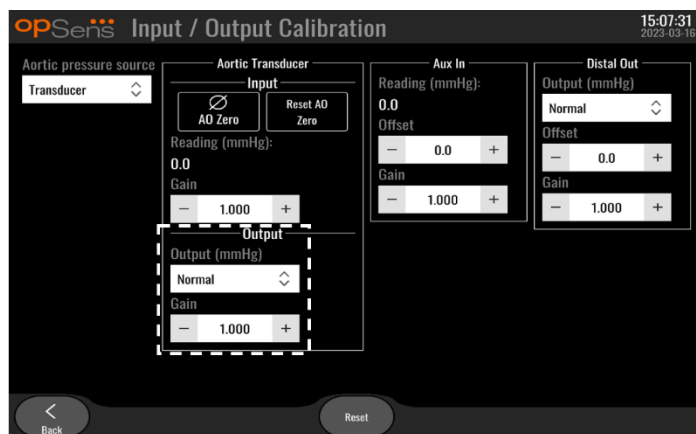 opSens Input / Output Calibration
15:07:31
2023-03-16
Aortic pressure source
Transducer
Aortic Transducer
Input
AO Zero
Reset AO
Zero
Reading (mmHg):
0.0
Gain
− 1.000 +
Output
Output (mmHg)
Normal
Gain
− 1.000 +
Aux In
Reading (mmHg):
0.0
Offset
− 0.0 +
Gain
− 1.000 +
Distal Out
Output (mmHg)
Normal
Offset
− 0.0 +
Gain
− 1.000 +
Back
Reset